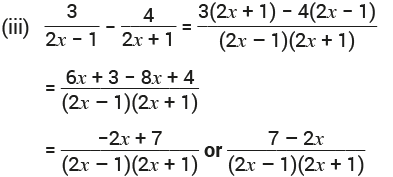 (iii) 3/(2x − 1) − 4/(2x + 1) = (3(2x + 1) − 4(2x − 1))/((2x − 1)(2x + 1))
= (6x + 3 − 8x + 4)/((2x − 1)(2x + 1))
= (−2x + 7)/((2x − 1)(2x + 1)) or (7 − 2x)/((2x − 1)(2x + 1))